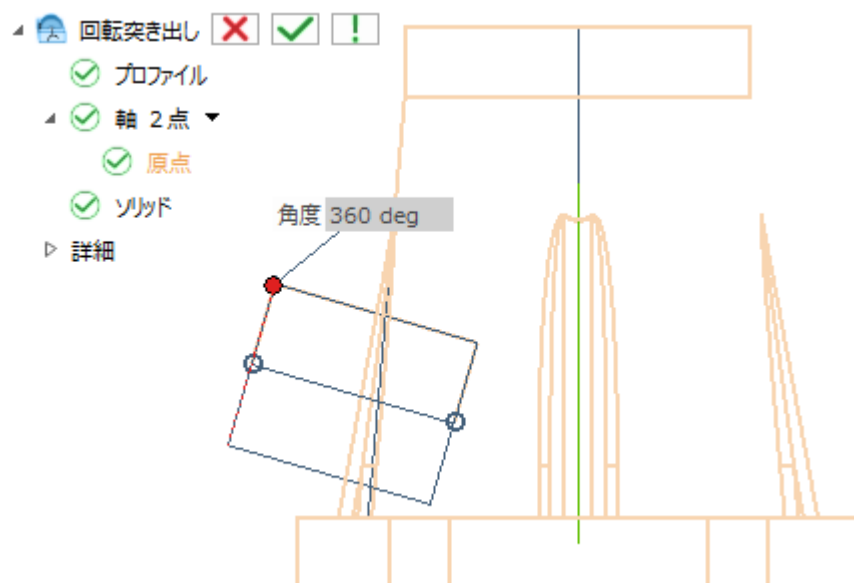 回転突き出し
プロファイル
軸 2点
原点
ソリッド
角度 360 deg
詳細